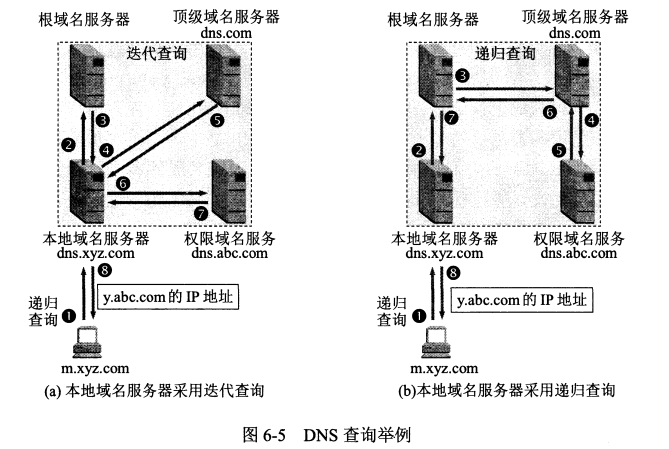 根域名服务器
顶级域名服务器
dns.com
迭代查询
❸
❷
❹
❺
❻
❼
本地域名服务器
dns.xyz.com
权限域名服务
dns.abc.com
❽
y.abc.com 的 IP 地址
递归
查询
❶
m.xyz.com
(a) 本地域名服务器采用迭代查询
根域名服务器
顶级域名服务器
dns.com
递归查询
❸
❻
❼
❹
❷
❺
本地域名服务器
dns.xyz.com
权限域名服务
dns.abc.com
❽
y.abc.com 的 IP 地址
递归
查询
❶
m.xyz.com
(b)本地域名服务器采用递归查询
图 6-5 DNS 查询举例